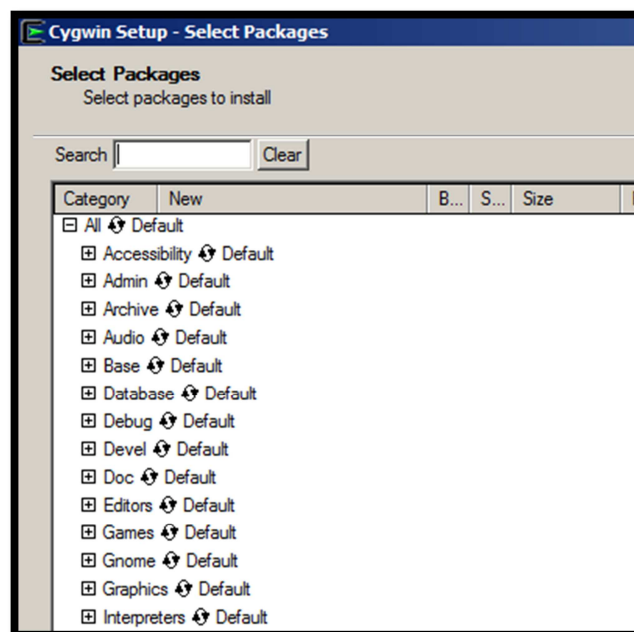 Cygwin Setup - Select Packages
Select Packages
Select packages to install
Search Clear
Category New B... S... Size
All Default
Accessibility Default
Admin Default
Archive Default
Audio Default
Base Default
Database Default
Debug Default
Devel Default
Doc Default
Editors Default
Games Default
Gnome Default
Graphics Default
Interpreters Default